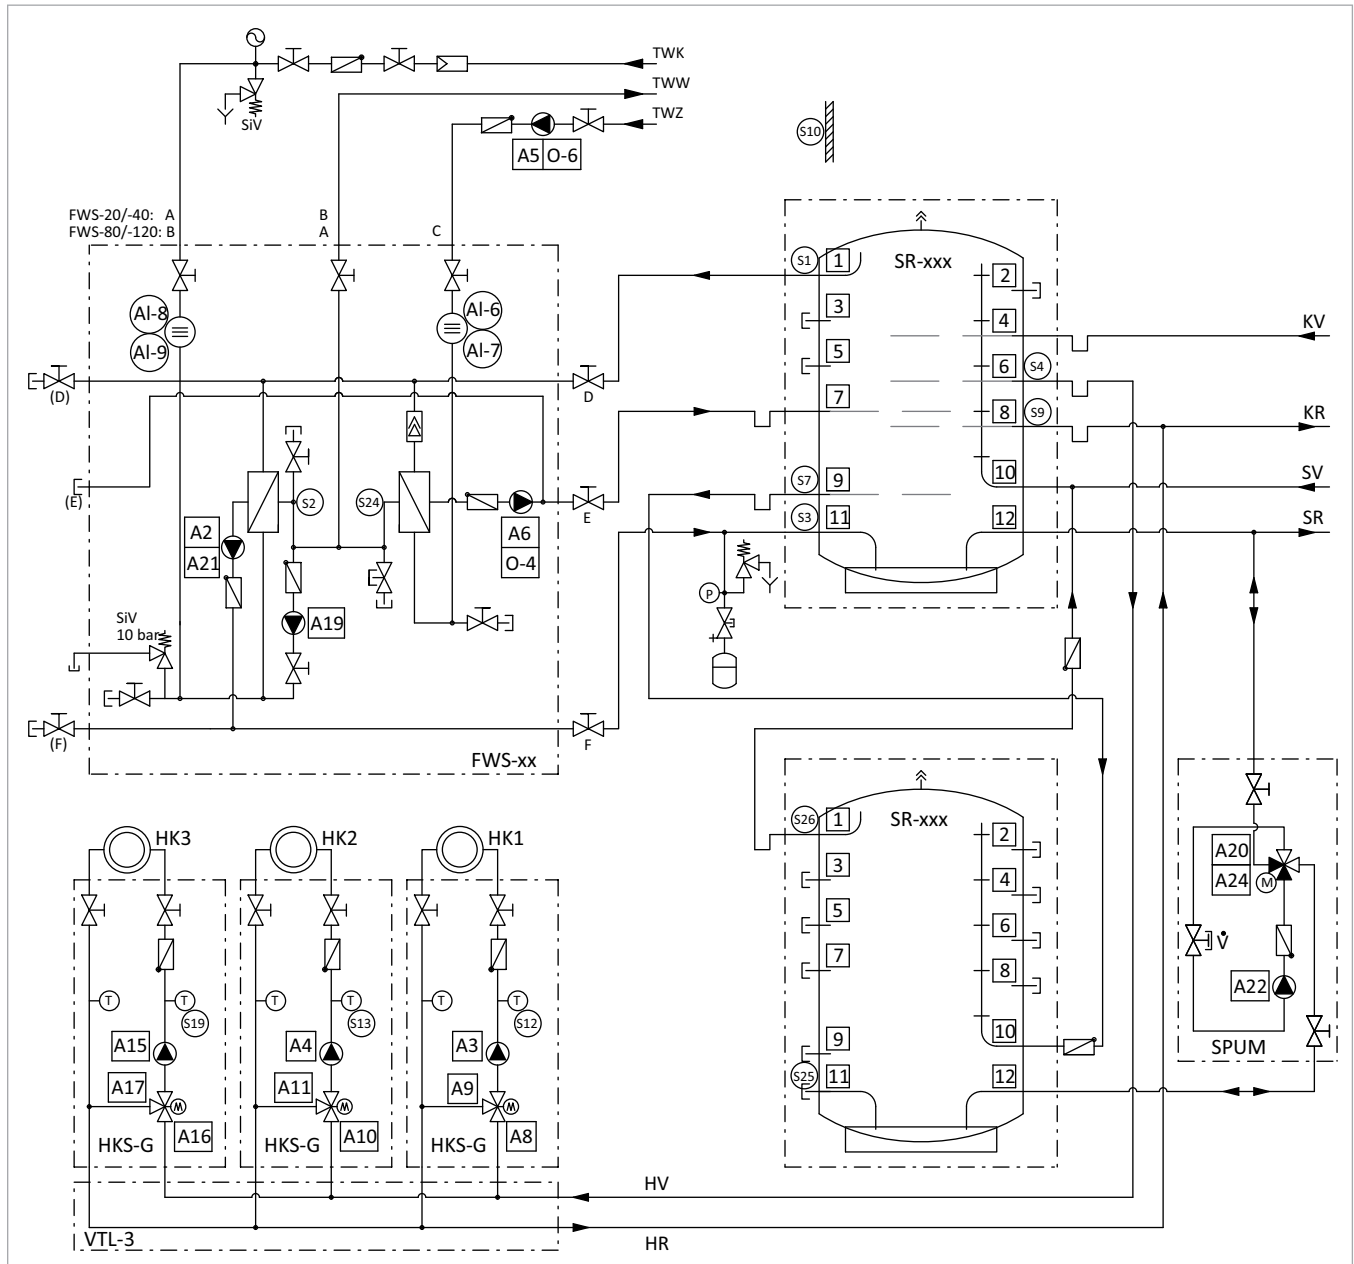 TWK
TWW
TWZ
SiV
A5 O-6
S10
FWS-20/-40: A B C
FWS-80/-120: B A
S1 1 SR-xxx 2
3 4
5 6 S4
7 8 S9
S7 9 10
S3 11 12
KV
KR
SV
SR
Al-8
Al-9
Al-6
Al-7
(D) D
(E) E
(F) F
S2 S24
A2
A21
A6
O-4
A19
SiV
10 bar
P
FWS-xx
HK3 HK2 HK1
T T T T T T
S19 S13 S12
A15 A4 A3
A17 A11 A9
M M M
A16 A10 A8
HKS-G HKS-G HKS-G
VTL-3
HV
HR
S26 1 SR-xxx 2
3 4
5 6
7 8
9 10
S25 11 12
A20
A24
M
V̇
A22
SPUM